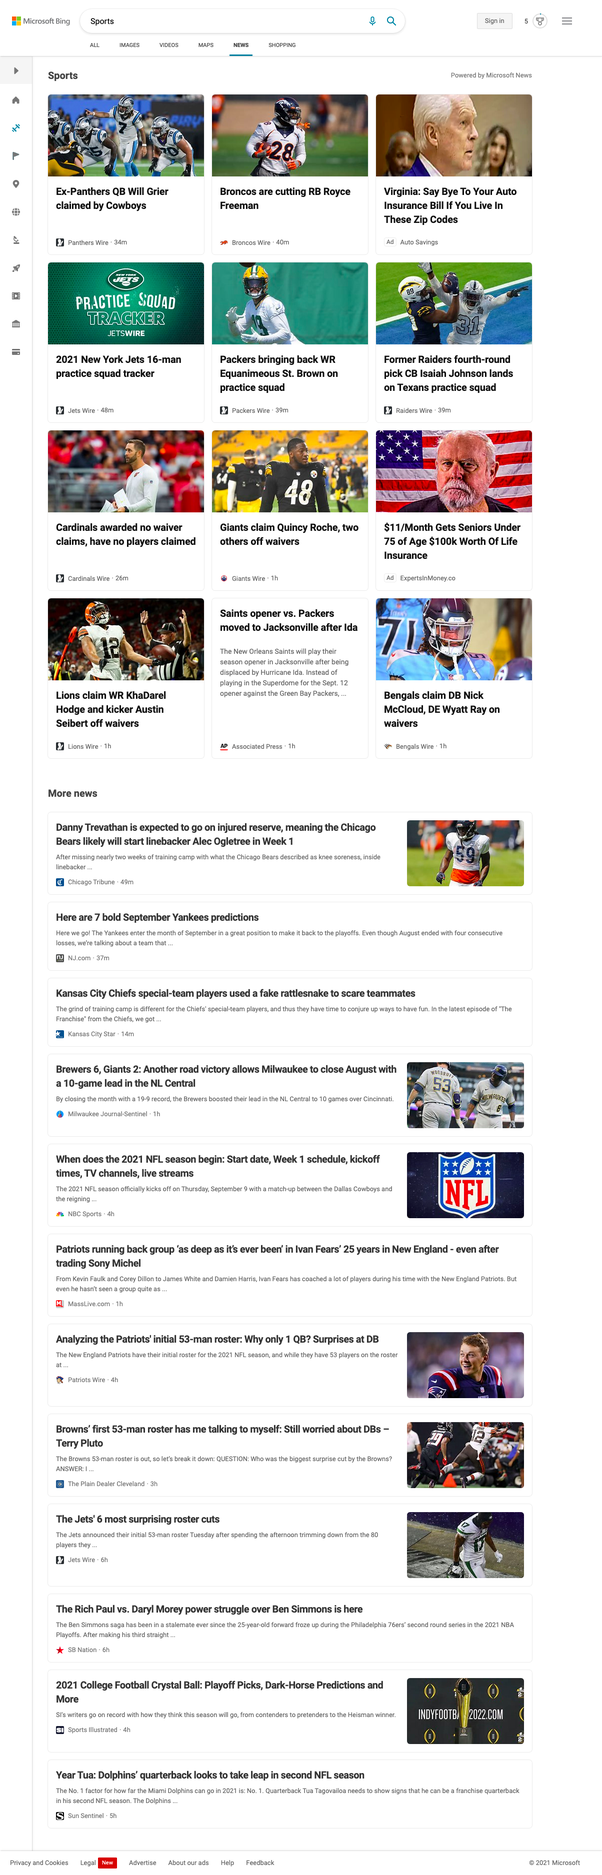 Microsoft Bing
Sports
Sign in
5
ALL IMAGES VIDEOS MAPS NEWS SHOPPING
Sports
Powered by Microsoft News
Ex-Panthers QB Will Grier
claimed by Cowboys
Panthers Wire · 34m
Broncos are cutting RB Royce
Freeman
Broncos Wire · 40m
Virginia: Say Bye To Your Auto
Insurance Bill If You Live In
These Zip Codes
Ad Auto Savings
NEW YORK
JETS
PRACTICE SQUAD
TRACKER
JETSWIRE
2021 New York Jets 16-man
practice squad tracker
Jets Wire · 48m
Packers bringing back WR
Equanimeous St. Brown on
practice squad
Packers Wire · 39m
Former Raiders fourth-round
pick CB Isaiah Johnson lands
on Texans practice squad
Raiders Wire · 39m
Cardinals awarded no waiver
claims, have no players claimed
Cardinals Wire · 26m
48
Giants claim Quincy Roche, two
others off waivers
Giants Wire · 1h
$11/Month Gets Seniors Under
75 of Age $100k Worth Of Life
Insurance
Ad ExpertsInMoney.co
12
Lions claim WR KhaDarel
Hodge and kicker Austin
Seibert off waivers
Lions Wire · 1h
Saints opener vs. Packers
moved to Jacksonville after Ida
The New Orleans Saints will play their
season opener in Jacksonville after being
displaced by Hurricane Ida. Instead of
playing in the Superdome for the Sept. 12
opener against the Green Bay Packers, ...
AP Associated Press · 1h
71
Bengals claim DB Nick
McCloud, DE Wyatt Ray on
waivers
Bengals Wire · 1h
More news
Danny Trevathan is expected to go on injured reserve, meaning the Chicago
Bears likely will start linebacker Alec Ogletree in Week 1
After missing nearly two weeks of training camp with what the Chicago Bears described as knee soreness, inside
linebacker ...
Chicago Tribune · 49m
59
Here are 7 bold September Yankees predictions
Here we go! The Yankees enter the month of September in a great position to make it back to the playoffs. Even though August ended with four consecutive
losses, we're talking about a team that ...
NJ.com · 37m
Kansas City Chiefs special-team players used a fake rattlesnake to scare teammates
The grind of training camp is different for the Chiefs' special-team players, and thus they have time to conjure up ways to have fun. In the latest episode of "The
Franchise" from the Chiefs, we got ...
Kansas City Star · 14m
Brewers 6, Giants 2: Another road victory allows Milwaukee to close August with
a 10-game lead in the NL Central
By closing the month with a 19-9 record, the Brewers boosted their lead in the NL Central to 10 games over Cincinnati.
Milwaukee Journal-Sentinel · 1h
53
When does the 2021 NFL season begin: Start date, Week 1 schedule, kickoff
times, TV channels, live streams
The 2021 NFL season officially kicks off on Thursday, September 9 with a match-up between the Dallas Cowboys and
the reigning ...
NBC Sports · 4h
NFL
Patriots running back group 'as deep as it's ever been' in Ivan Fears' 25 years in New England - even after
trading Sony Michel
From Kevin Faulk and Corey Dillon to James White and Damien Harris, Ivan Fears has coached a lot of players during his time with the New England Patriots. But
even he hasn't seen a group quite as ...
MassLive.com · 1h
Analyzing the Patriots' initial 53-man roster: Why only 1 QB? Surprises at DB
The New England Patriots have their initial roster for the 2021 NFL season, and while they have 53 players on the roster
at ...
Patriots Wire · 4h
Browns' first 53-man roster has me talking to myself: Still worried about DBs –
Terry Pluto
The Browns 53-man roster is out, so let's break it down: QUESTION: Who was the biggest surprise cut by the Browns?
ANSWER: I ...
The Plain Dealer Cleveland · 3h
The Jets' 6 most surprising roster cuts
The Jets announced their initial 53-man roster Tuesday after spending the afternoon trimming down from the 80
players they ...
Jets Wire · 6h
The Rich Paul vs. Daryl Morey power struggle over Ben Simmons is here
The Ben Simmons saga has been in a stalemate ever since the 25-year-old forward froze up during the Philadelphia 76ers' second round series in the 2021 NBA
Playoffs. After making his third straight ...
SB Nation · 6h
2021 College Football Crystal Ball: Playoff Picks, Dark-Horse Predictions and
More
SI's writers go on record with how they think this season will go, from contenders to pretenders to the Heisman winner.
Sports Illustrated · 4h
Year Tua: Dolphins' quarterback looks to take leap in second NFL season
The No. 1 factor for how far the Miami Dolphins can go in 2021 is: No. 1. Quarterback Tua Tagovailoa needs to show signs that he can be a franchise quarterback
in his second NFL season. The Dolphins ...
Sun Sentinel · 5h
Privacy and Cookies Legal New Advertise About our ads Help Feedback
© 2021 Microsoft